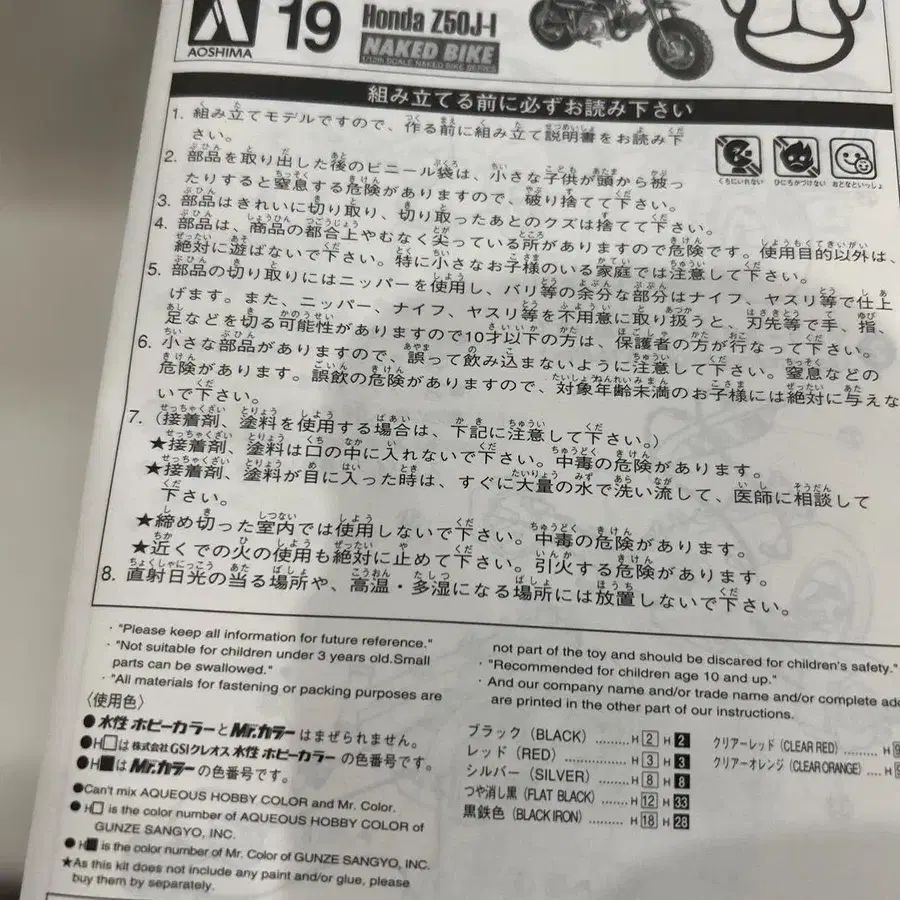 AOSHIMA
19
Honda Z50J-I
NAKED BIKE
1/12th SCALE NAKED BIKE SERIES
組み立てる前に必ずお読み下さい
1. 組み立てモデルですので、作る前に組み立て説明書をお読み下
さい。
2. 部品を取り出した後のビニール袋は、小さな子供が頭から被っ
たりすると窒息する危険がありますので、破り捨てて下さい。
3. 部品はきれいに切り取り、切り取ったあとのクズは捨てて下さい。
4. 部品は、商品の都合上やむなく尖っている所がありますので危険です。使用目的以外は、
絶対に遊ばないで下さい。特に小さなお子様のいる家庭では注意して下さい。
5. 部品の切り取りにはニッパーを使用し、バリ等の余分な部分はナイフ、ヤスリ等で仕上
げます。また、ニッパー、ナイフ、ヤスリ等を不用意に取り扱うと、刃先等で手、指、
足などを切る可能性がありますので10才以下の方は、保護者の方が行なって下さい。
6. 小さな部品がありますので、誤って飲み込まないように注意して下さい。窒息などの
危険があります。誤飲の危険がありますので、対象年齢未満のお子様には絶対に与えな
いで下さい。
7. (接着剤、塗料を使用する場合は、下記に注意して下さい。)
★接着剤、塗料は口の中に入れないで下さい。中毒の危険があります。
★接着剤、塗料が目に入った時は、すぐに大量の水で洗い流して、医師に相談して
下さい。
★締め切った室内では使用しないで下さい。中毒の危険があります。
★近くでの火の使用も絶対に止めて下さい。引火する危険があります。
8. 直射日光の当る場所や、高温・多湿になる場所には放置しないで下さい。
くちにいれない ひにちかづけない おとなといっしょ
· "Please keep all information for future reference."
· "Not suitable for children under 3 years old.Small
parts can be swallowed."
· "All materials for fastening or packing purposes are
not part of the toy and should be discared for children's safety."
· "Recommended for children age 10 and up."
· And our company name and/or trade name and/or complete
are printed in the other part of our instructions.
〈使用色〉
●水性ホビーカラーとMr.カラーはまぜられません。
●H□は株式会社GSIクレオス水性ホビーカラーの色番号です。
●H■はMr.カラーの色番号です。
●Can't mix AQUEOUS HOBBY COLOR and Mr. Color.
●H□ is the color number of AQUEOUS HOBBY COLOR of
GUNZE SANGYO, INC.
●H■ is the color number of Mr. Color of GUNZE SANGYO, INC.
★As this kit does not include any paint and/or glue, please
buy them by separately.
ブラック (BLACK) ........H 2 H 2
レッド (RED) ........H 3 H 3
シルバー (SILVER) ........H 8 H 8
つや消し黒 (FLAT BLACK) ........H 12 H 33
黒鉄色 (BLACK IRON) ........H 18 H 28
クリアーレッド (CLEAR RED) ........H
クリアーオレンジ (CLEAR ORANGE) ....H